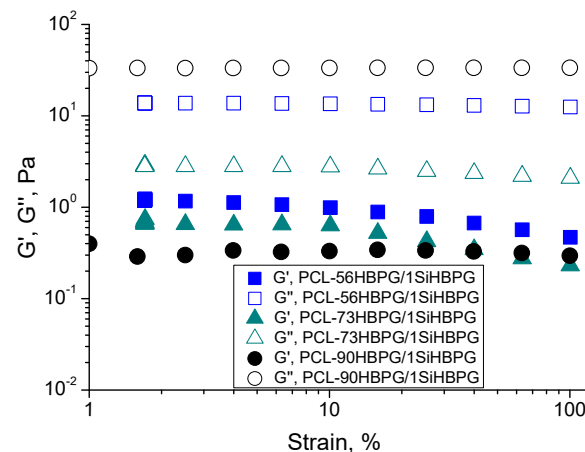 G', G'', Pa
10²
10¹
10⁰
10⁻¹
10⁻²
G', PCL-56HBPG/1SiHBPG
G'', PCL-56HBPG/1SiHBPG
G', PCL-73HBPG/1SiHBPG
G'', PCL-73HBPG/1SiHBPG
G', PCL-90HBPG/1SiHBPG
G'', PCL-90HBPG/1SiHBPG
1 10 100
Strain, %